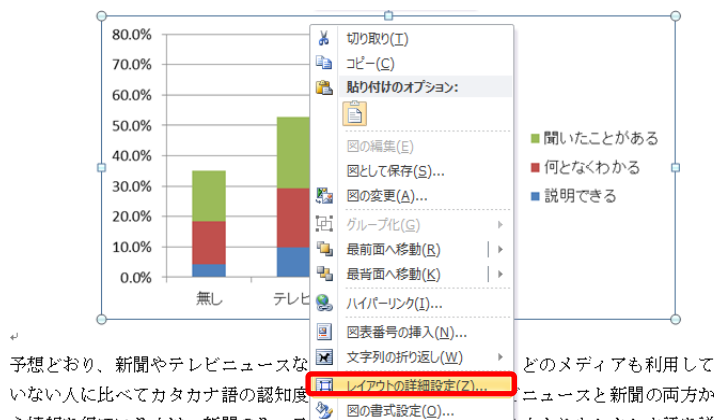 80.0%
70.0%
60.0%
50.0%
40.0%
30.0%
20.0%
10.0%
0.0%
無し
テレビ
聞いたことがある
何となくわかる
説明できる
切り取り(T)
コピー(C)
貼り付けのオプション:
図の編集(E)
図として保存(S)...
図の変更(A)...
グループ化(G)
最前面へ移動(R)
最背面へ移動(K)
ハイパーリンク(I)...
図表番号の挿入(N)...
文字列の折り返し(W)
レイアウトの詳細設定(Z)...
図の書式設定(O)...
予想どおり、新聞やテレビニュースな どのメディアも利用して
いない人に比べてカタカナ語の認知度 ニュースと新聞の両方か